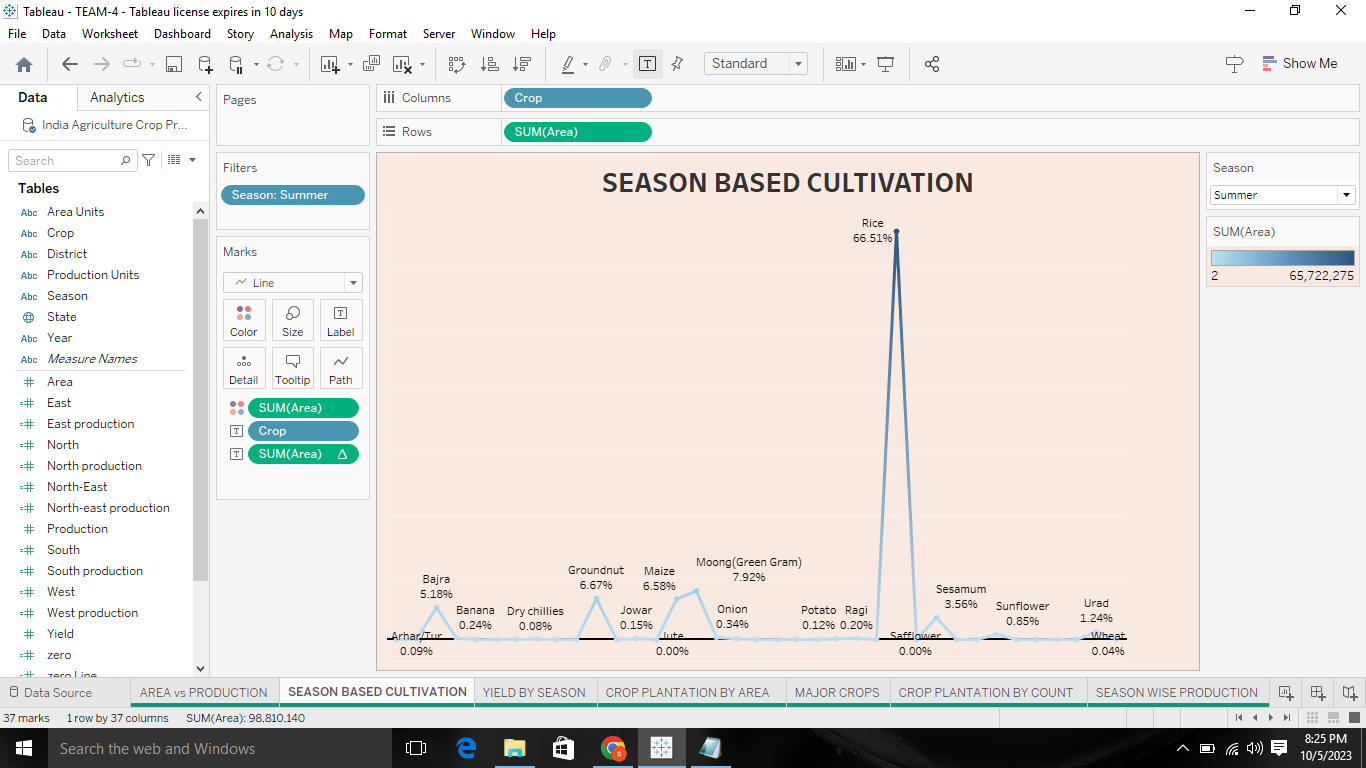 Tableau - TEAM-4 - Tableau license expires in 10 days
File Data Worksheet Dashboard Story Analysis Map Format Server Window Help
Standard
Show Me
Data
Analytics
India Agriculture Crop Pr...
Search
Tables
Abc Area Units
Abc Crop
Abc District
Abc Production Units
Abc Season
State
Abc Year
Abc Measure Names
# Area
=# East
=# East production
=# North
=# North production
=# North-East
=# North-east production
# Production
=# South
=# South production
=# West
=# West production
# Yield
=# zero
=# zero Line
Pages
Filters
Season: Summer
Marks
Line
Color
Size
Label
Detail
Tooltip
Path
SUM(Area)
Crop
SUM(Area) Δ
Columns
Crop
Rows
SUM(Area)
SEASON BASED CULTIVATION
Rice
66.51%
Moong(Green Gram)
7.92%
Groundnut
6.67%
Maize
6.58%
Bajra
5.18%
Sesamum
3.56%
Urad
1.24%
Sunflower
0.85%
Banana
0.24%
Dry chillies
0.08%
Jowar
0.15%
Onion
0.34%
Potato
0.12%
Ragi
0.20%
Arhar/Tur
0.09%
Jute
0.00%
Safflower
0.00%
Wheat
0.04%
Season
Summer
SUM(Area)
2
65,722,275
Data Source
AREA vs PRODUCTION
SEASON BASED CULTIVATION
YIELD BY SEASON
CROP PLANTATION BY AREA
MAJOR CROPS
CROP PLANTATION BY COUNT
SEASON WISE PRODUCTION
37 marks
1 row by 37 columns
SUM(Area): 98,810,140
Search the web and Windows
8:25 PM
10/5/2023